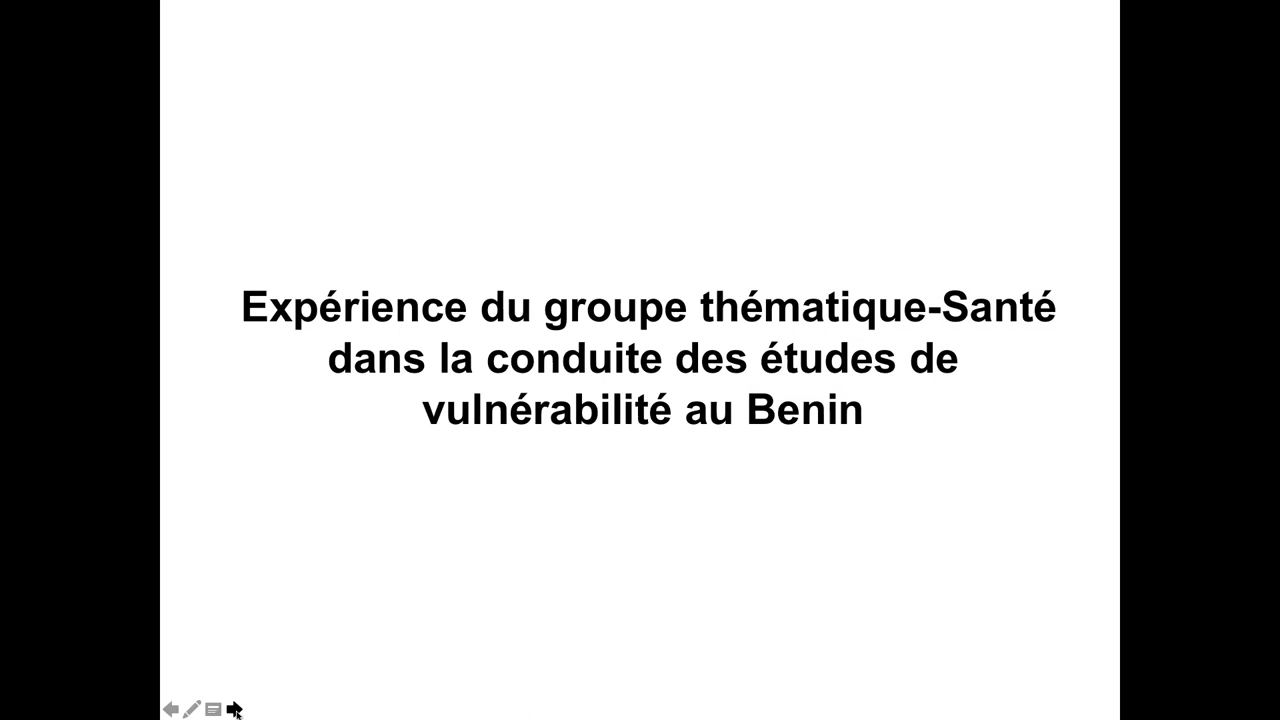 Expérience du groupe thématique-Santé
dans la conduite des études de
vulnérabilité au Benin